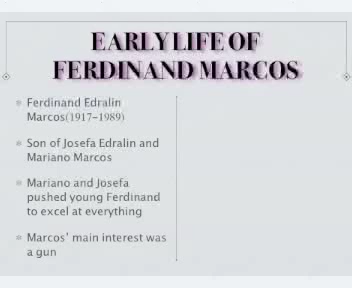 EARLY LIFE OF
FERDINAND MARCOS
Ferdinand Edralin
Marcos(1917-1989)
Son of Josefa Edralin and
Mariano Marcos
Mariano and Josefa
pushed young Ferdinand
to excel at everything
Marcos' main interest was
a gun